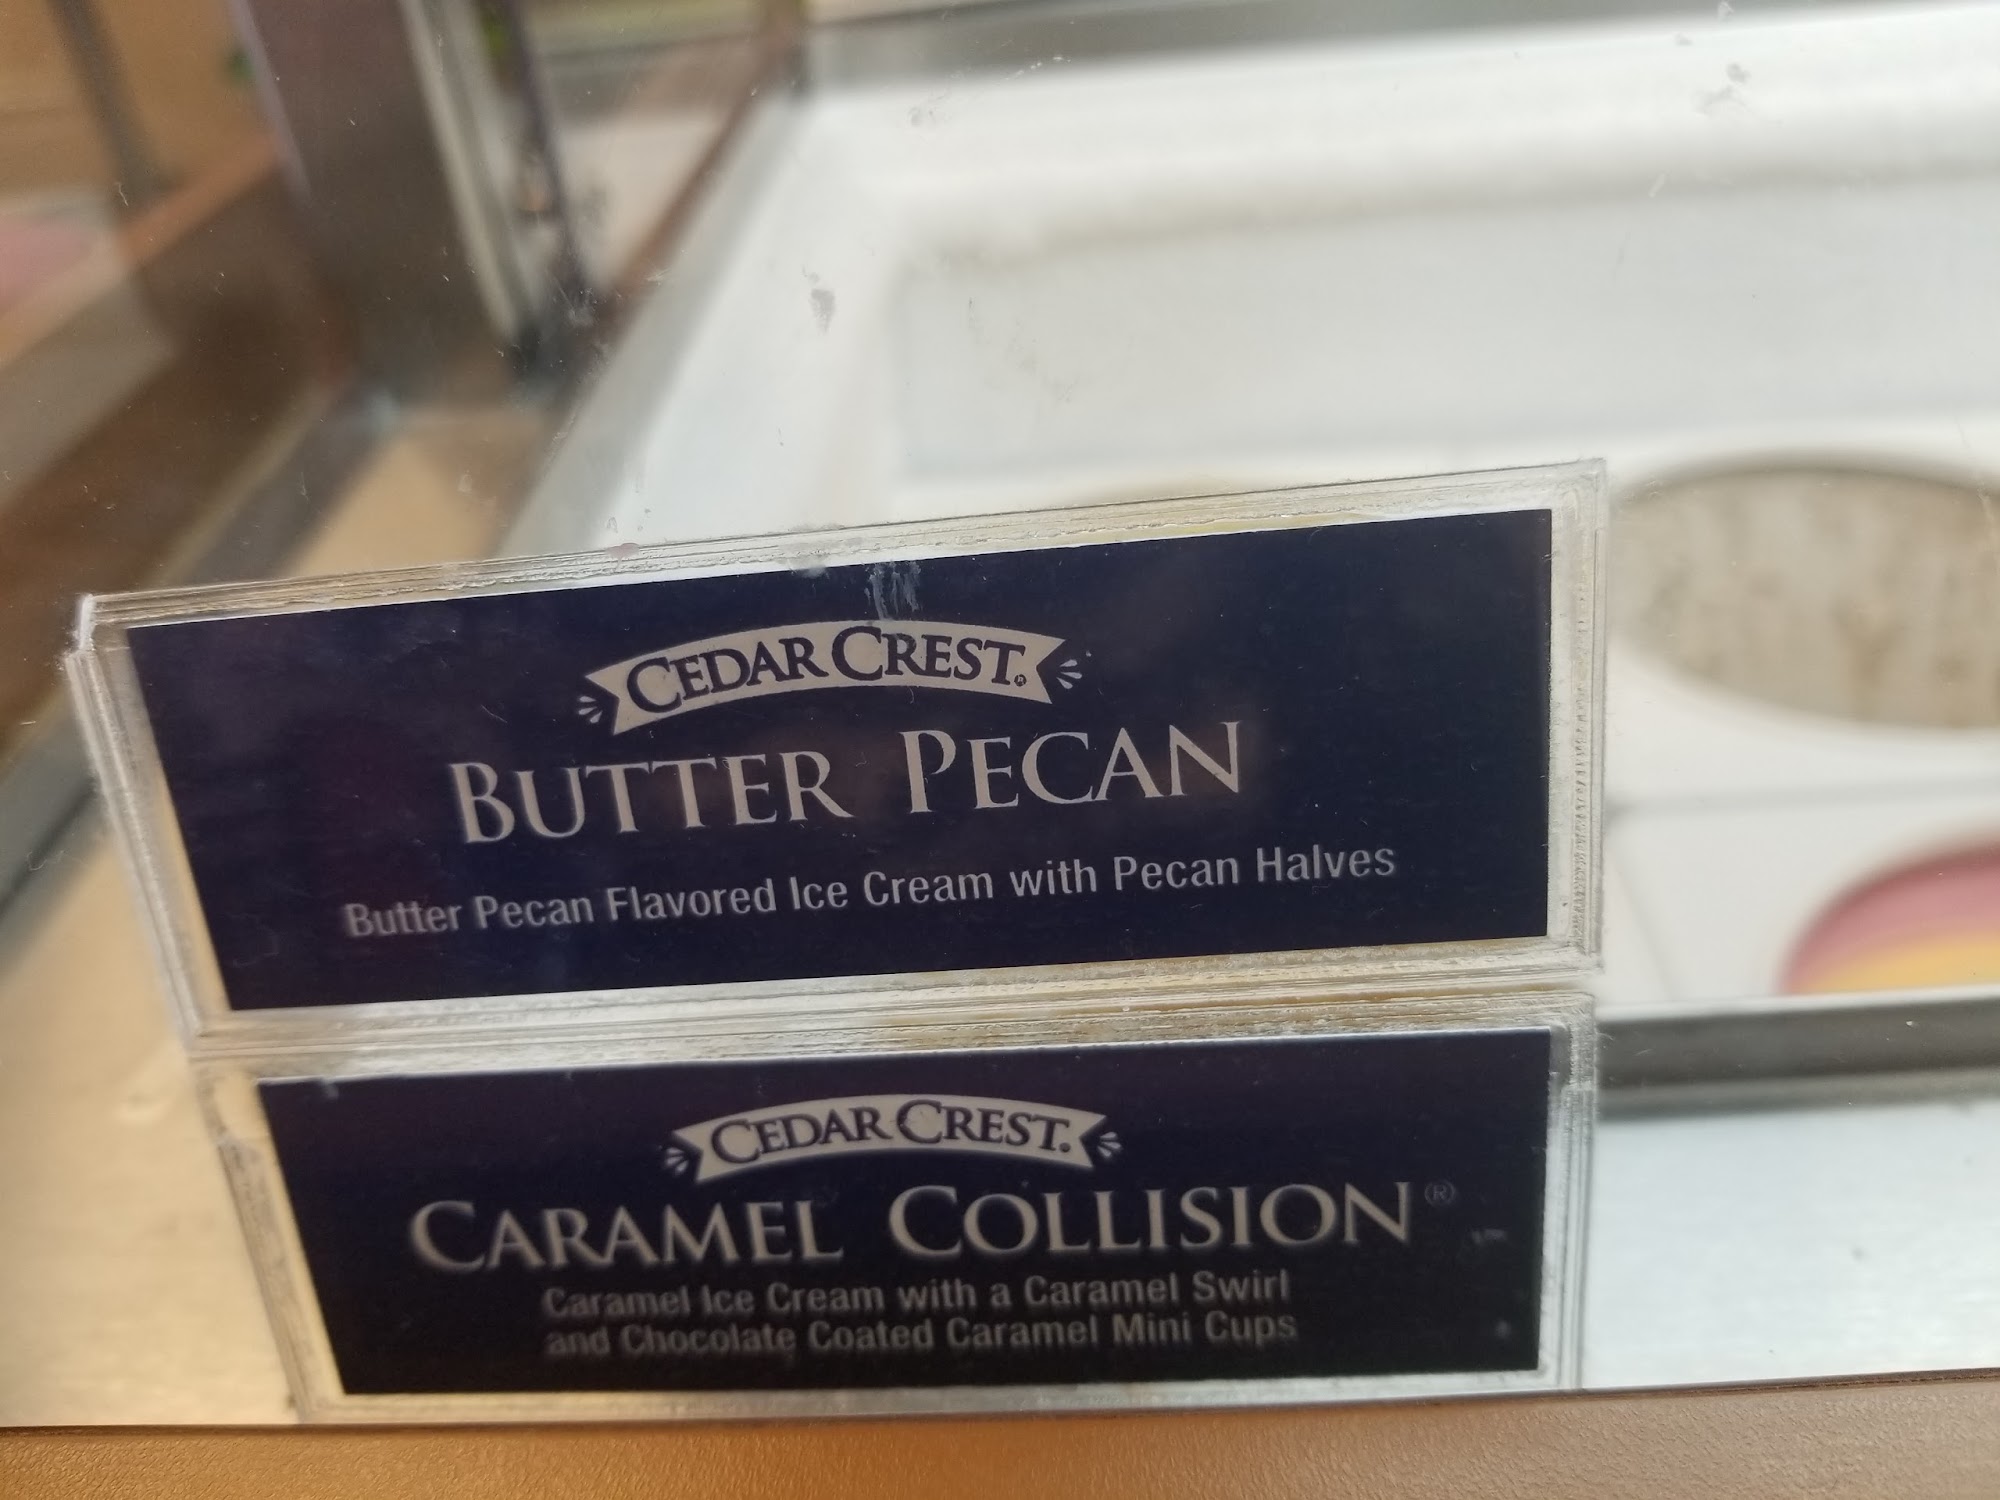 CEDAR CREST®
BUTTER PECAN
Butter Pecan Flavored Ice Cream with Pecan Halves
CEDAR CREST®
CARAMEL COLLISION®
Caramel Ice Cream with a Caramel Swirl
and Chocolate Coated Caramel Mini Cups